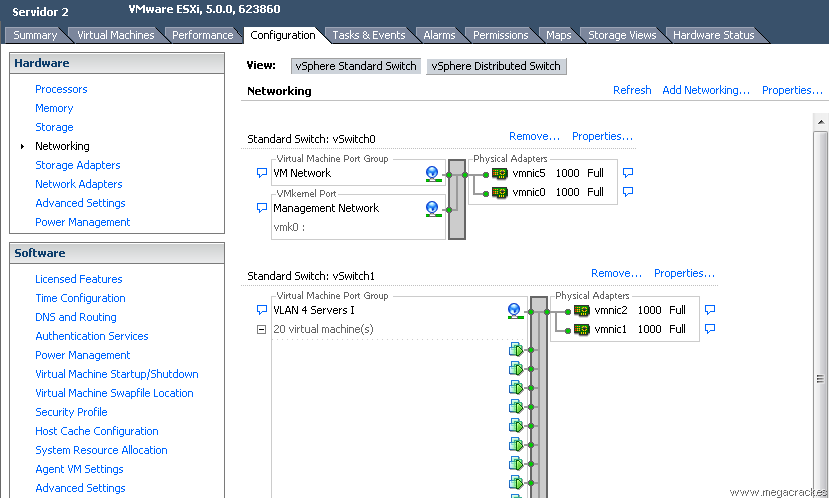 Servidor 2 VMware ESXi, 5.0.0, 623860
Summary Virtual Machines Performance Configuration Tasks & Events Alarms Permissions Maps Storage Views Hardware Status
Hardware
Processors
Memory
Storage
Networking
Storage Adapters
Network Adapters
Advanced Settings
Power Management
Software
Licensed Features
Time Configuration
DNS and Routing
Authentication Services
Power Management
Virtual Machine Startup/Shutdown
Virtual Machine Swapfile Location
Security Profile
Host Cache Configuration
System Resource Allocation
Agent VM Settings
Advanced Settings
View: vSphere Standard Switch vSphere Distributed Switch
Networking Refresh Add Networking... Properties...
Standard Switch: vSwitch0 Remove... Properties...
Virtual Machine Port Group
VM Network
VMkernel Port
Management Network
vmk0 :
Physical Adapters
vmnic5 1000 Full
vmnic0 1000 Full
Standard Switch: vSwitch1 Remove... Properties...
Virtual Machine Port Group
VLAN 4 Servers I
20 virtual machine(s)
Physical Adapters
vmnic2 1000 Full
vmnic1 1000 Full
www.megacrack.es